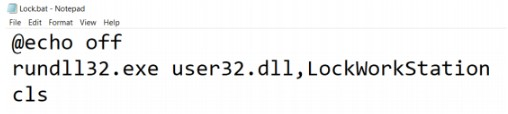 Lock.bat - Notepad
File Edit Format View Help
@echo off
rundll32.exe user32.dll,LockWorkStation
cls